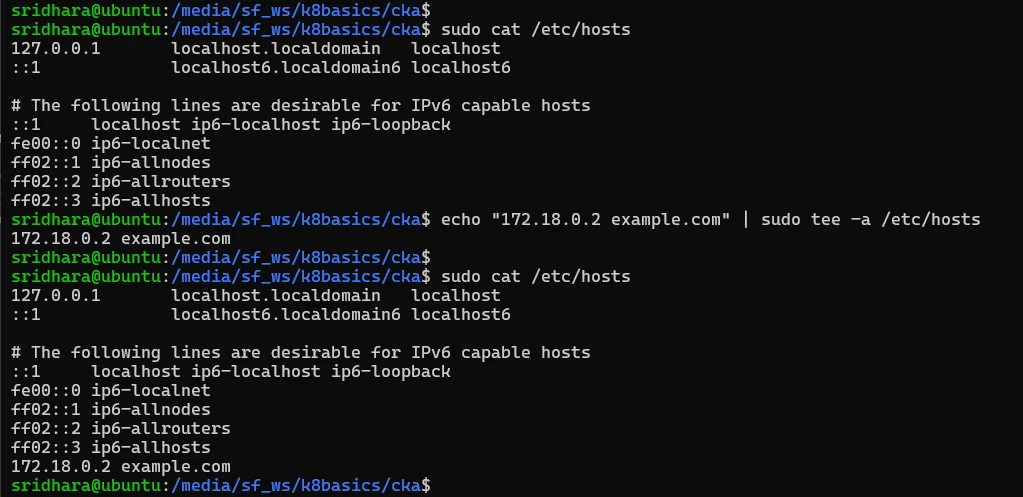 sridhara@ubuntu:/media/sf_ws/k8basics/cka$
sridhara@ubuntu:/media/sf_ws/k8basics/cka$ sudo cat /etc/hosts
127.0.0.1       localhost.localdomain   localhost
::1             localhost6.localdomain6 localhost6

# The following lines are desirable for IPv6 capable hosts
::1     localhost ip6-localhost ip6-loopback
fe00::0 ip6-localnet
ff02::1 ip6-allnodes
ff02::2 ip6-allrouters
ff02::3 ip6-allhosts
sridhara@ubuntu:/media/sf_ws/k8basics/cka$ echo "172.18.0.2 example.com" | sudo tee -a /etc/hosts
172.18.0.2 example.com
sridhara@ubuntu:/media/sf_ws/k8basics/cka$
sridhara@ubuntu:/media/sf_ws/k8basics/cka$ sudo cat /etc/hosts
127.0.0.1       localhost.localdomain   localhost
::1             localhost6.localdomain6 localhost6

# The following lines are desirable for IPv6 capable hosts
::1     localhost ip6-localhost ip6-loopback
fe00::0 ip6-localnet
ff02::1 ip6-allnodes
ff02::2 ip6-allrouters
ff02::3 ip6-allhosts
172.18.0.2 example.com
sridhara@ubuntu:/media/sf_ws/k8basics/cka$